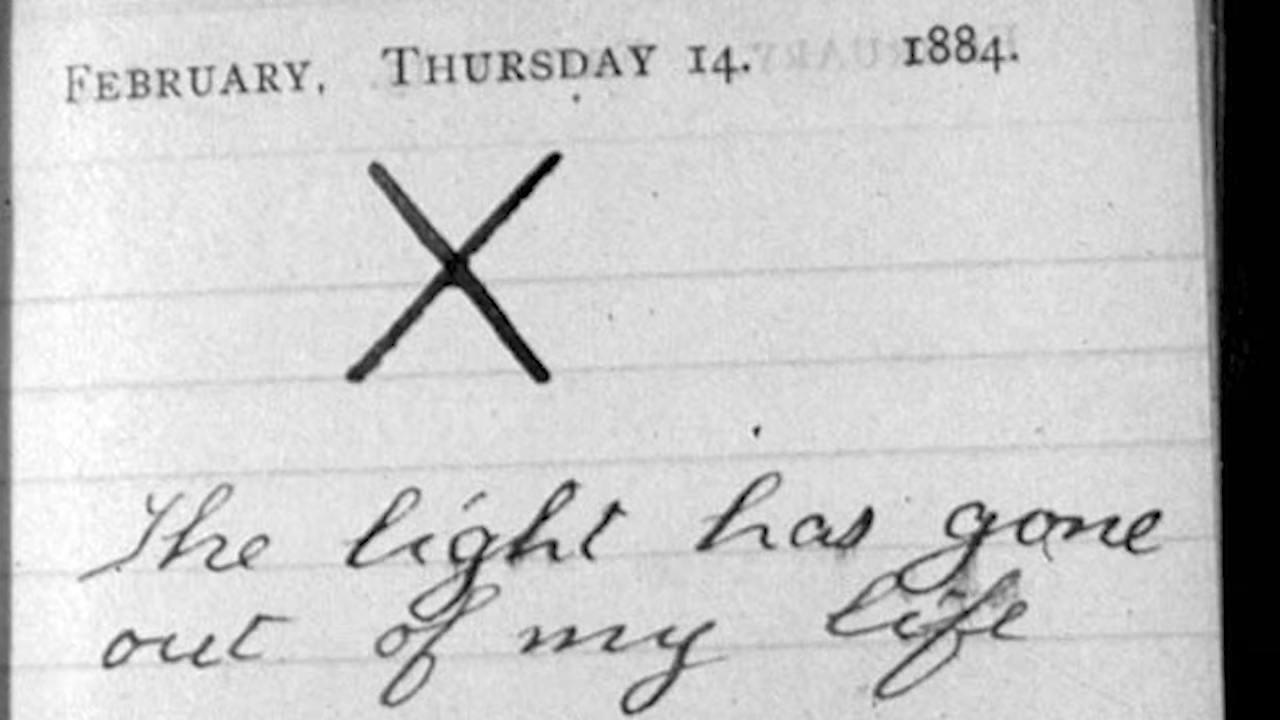 FEBRUARY, THURSDAY 14. 1884.
X
The light has gone
out of my life